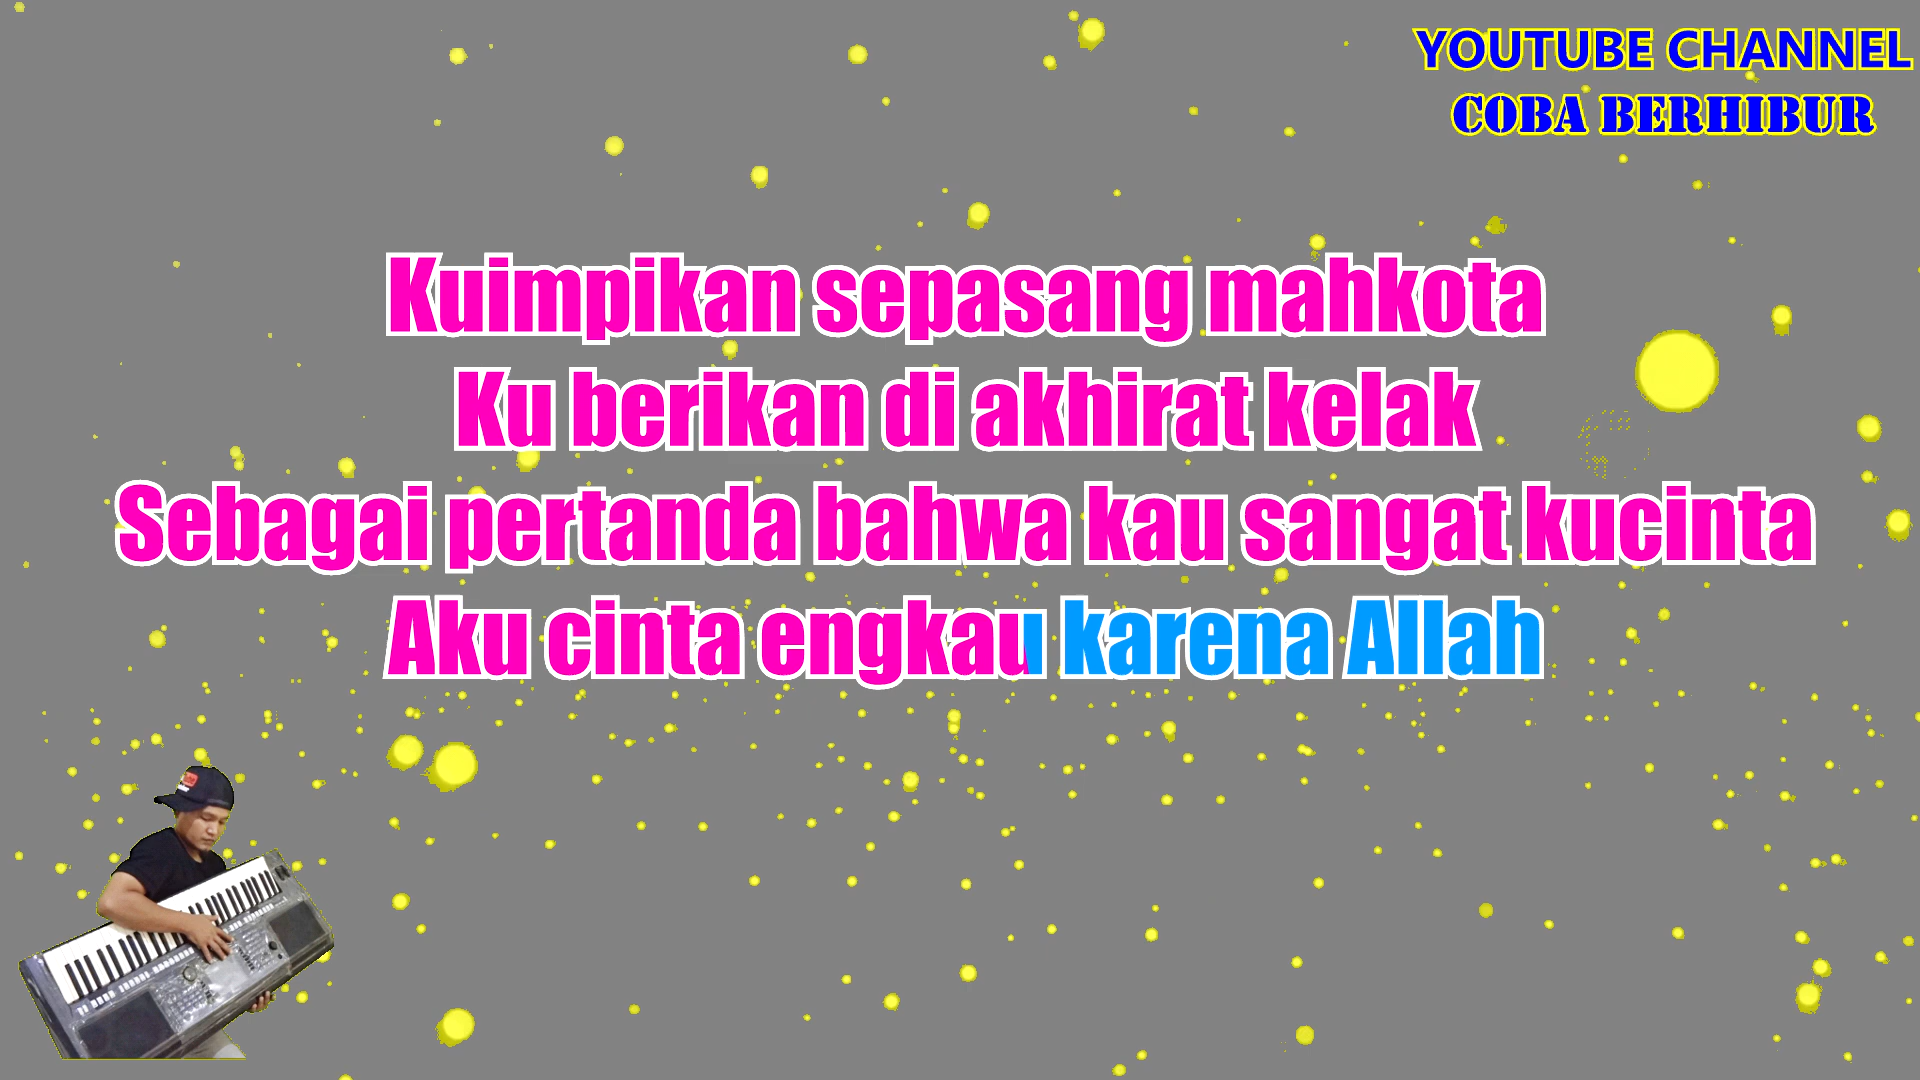 YOUTUBE CHANNEL
COBA BERHIBUR
Kuimpikan sepasang mahkota
Ku berikan di akhirat kelak
Sebagai pertanda bahwa kau sangat kucinta
Aku cinta engkau karena Allah